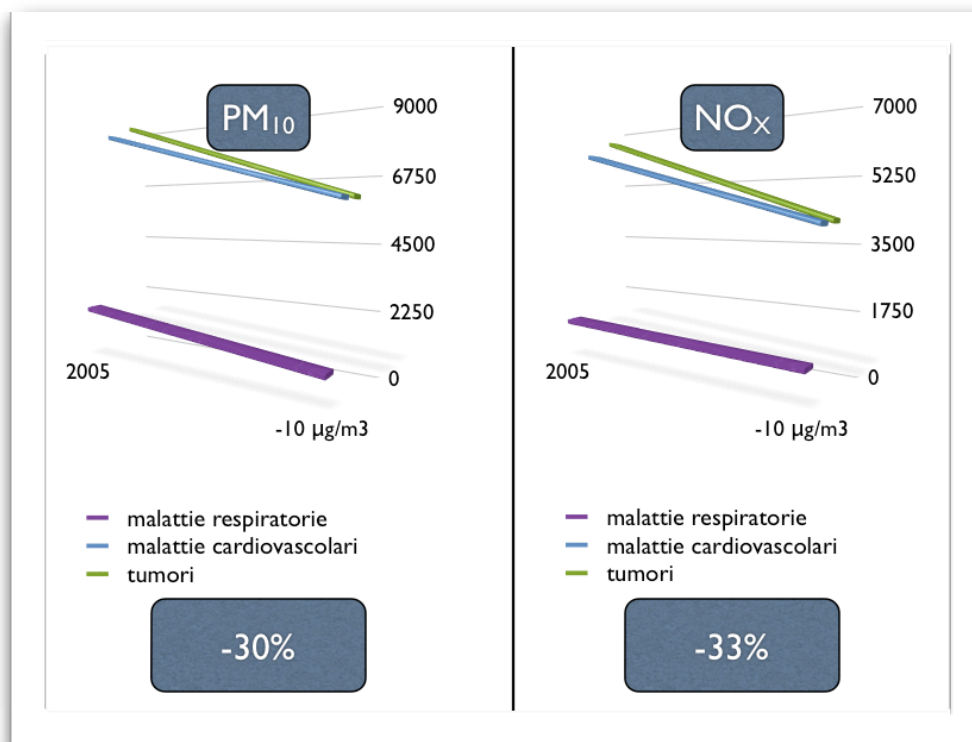 PM10
9000
6750
4500
2250
0
2005
-10 µg/m3
malattie respiratorie
malattie cardiovascolari
tumori
-30%
NOX
7000
5250
3500
1750
0
2005
-10 µg/m3
malattie respiratorie
malattie cardiovascolari
tumori
-33%